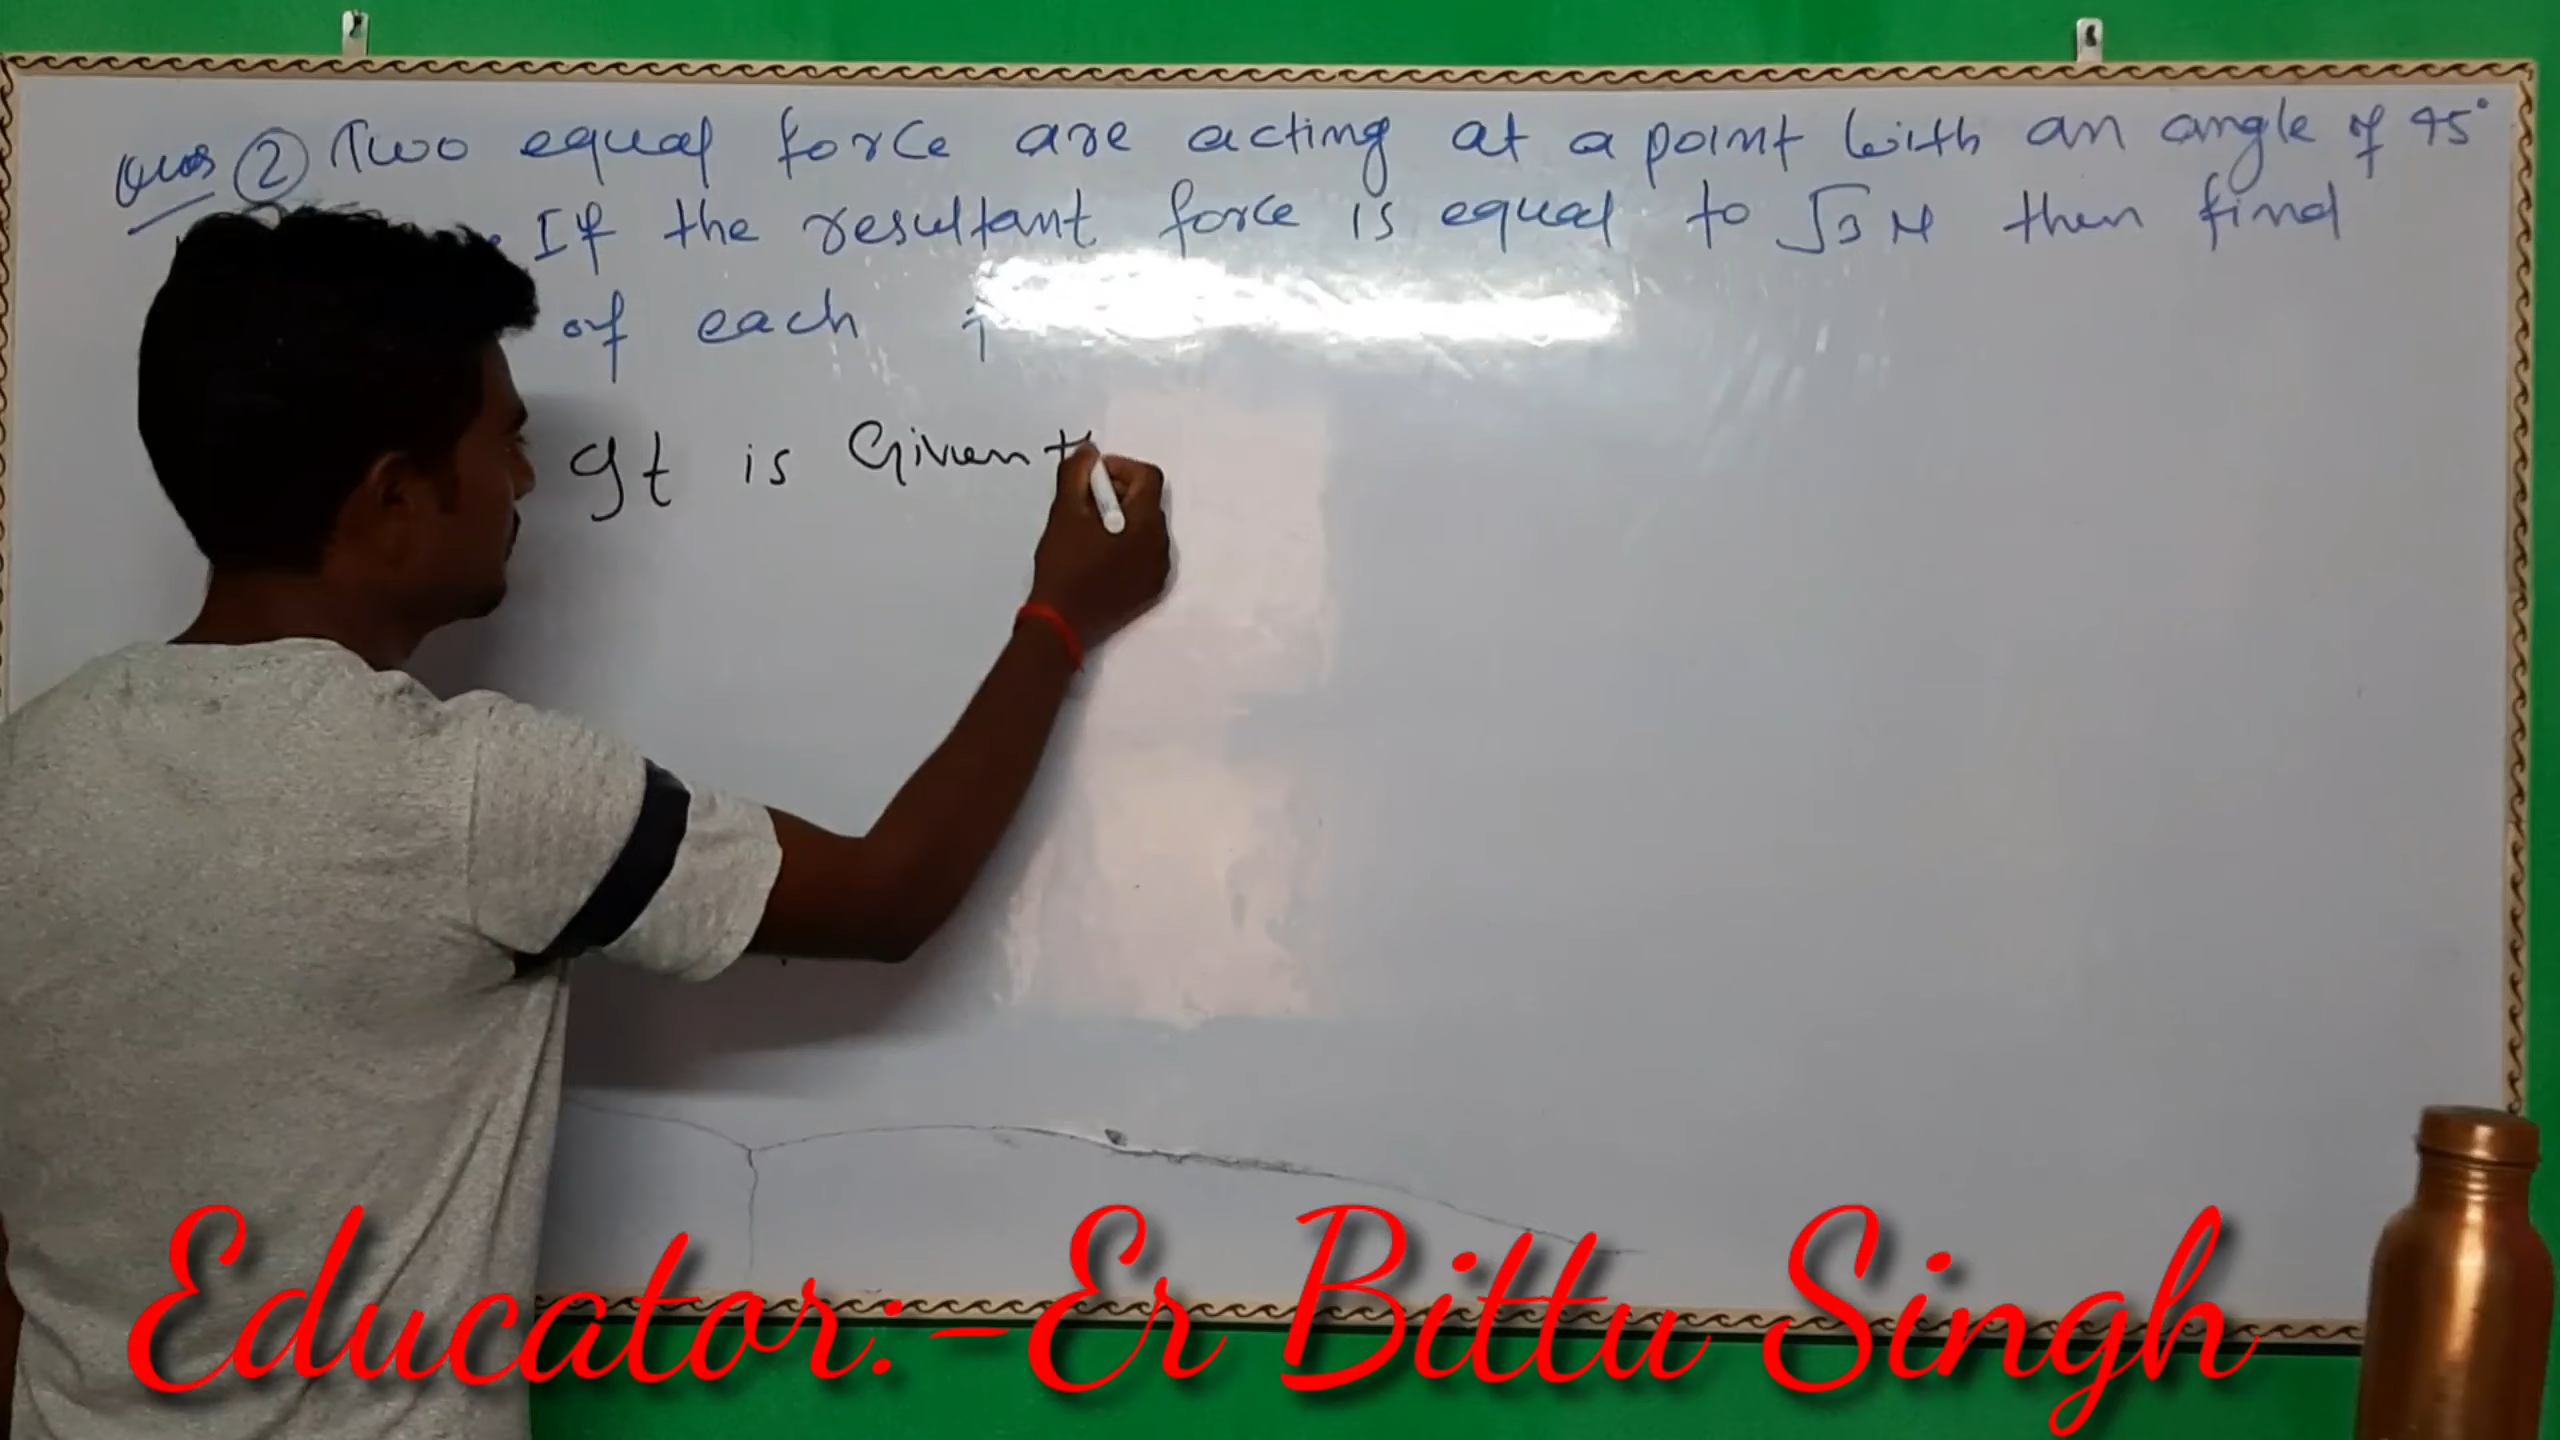 Ques ② Two equal force are acting at a point with an angle of 45°
If the resultant force is equal to √3 N then find
of each
It is Given
Educator:-Er Bittu Singh